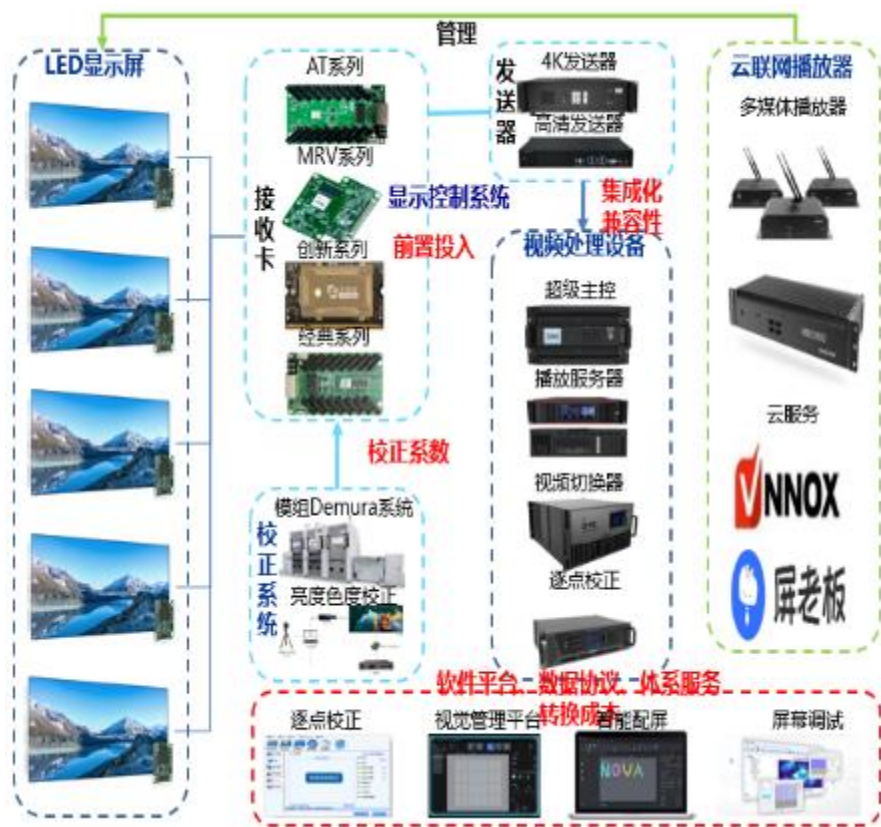 管理
LED显示屏
接收卡
AT系列
MRV系列
创新系列
经典系列
显示控制系统
前置投入
发送器
4K发送器
高清发送器
集成化
兼容性
视频处理设备
超级主控
播放服务器
视频切换器
逐点校正
云联网播放器
多媒体播放器
云服务
VNNOX
屏老板
校正系数
校正系统
模组Demura系统
亮度色度校正
软件平台、数据协议、体系服务
转换成本
逐点校正
视觉管理平台
智能配屏
NOVA
屏幕调试